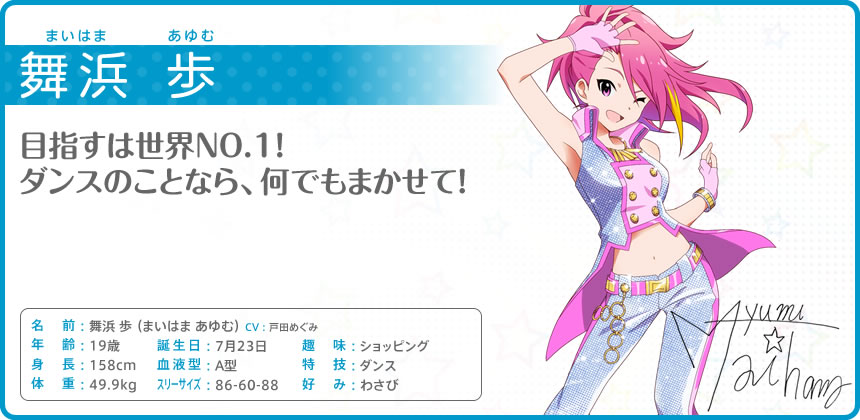 まいはま あゆむ
舞浜 歩
目指すは世界NO.1!
ダンスのことなら、何でもまかせて!
名 前 : 舞浜 歩 (まいはま あゆむ) CV : 戸田めぐみ
年 齢 : 19歳 誕生日 : 7月23日 趣 味 : ショッピング
身 長 : 158cm 血液型 : A型 特 技 : ダンス
体 重 : 49.9kg スリーサイズ : 86-60-88 好 み : わさび
Ayumi
Maihama